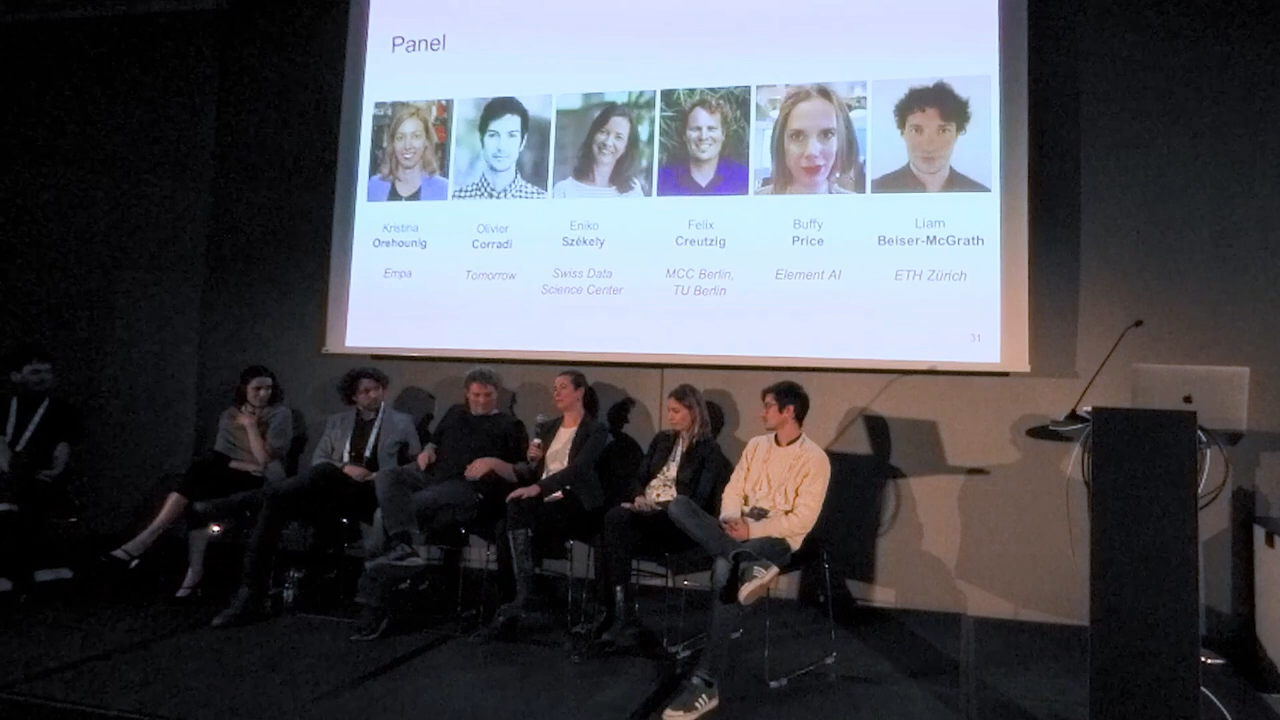 Panel
Kristina Orehounig
Empa
Olivier Corradi
Tomorrow
Eniko Székely
Swiss Data Science Center
Felix Creutzig
MCC Berlin, TU Berlin
Buffy Price
Element AI
Liam Beiser-McGrath
ETH Zürich
31